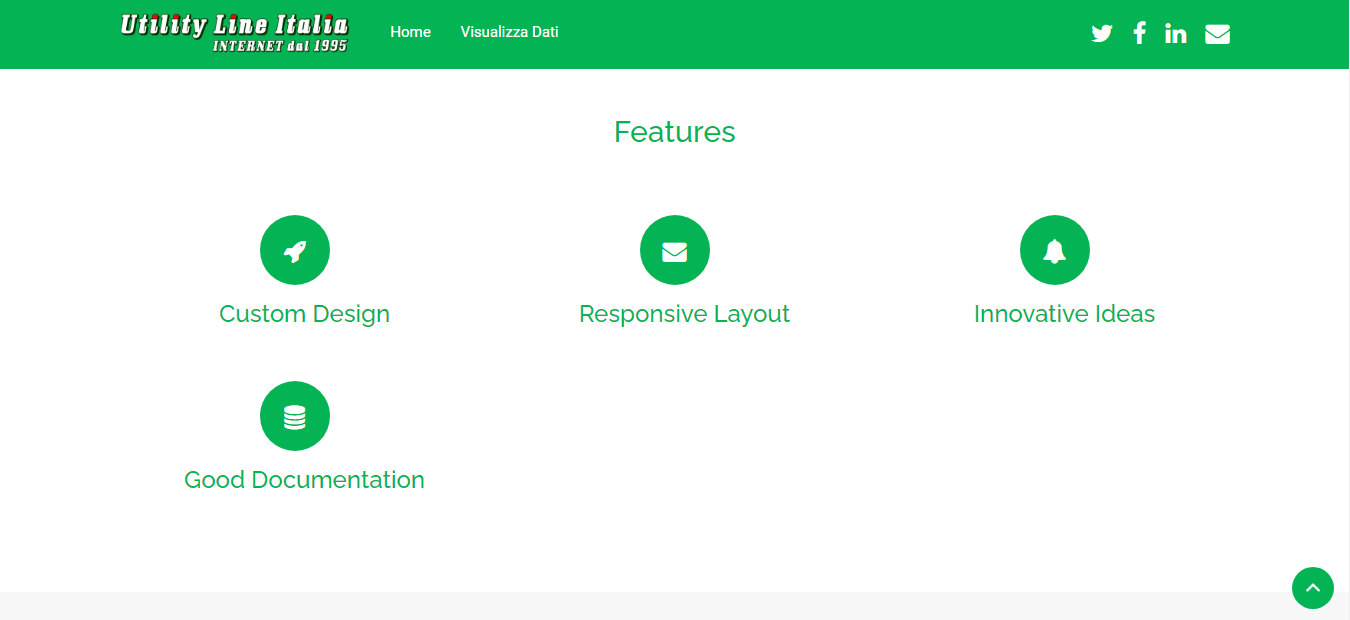 Utility Line Italia
INTERNET dal 1995
Home
Visualizza Dati
Features
Custom Design
Responsive Layout
Innovative Ideas
Good Documentation